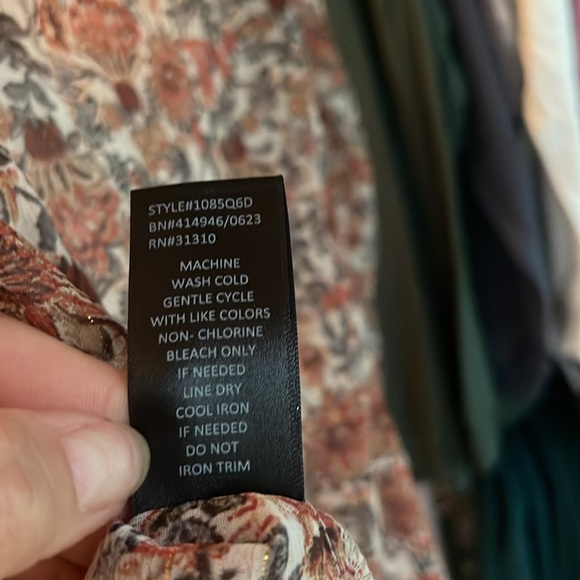 STYLE#1085Q6D
BN#414946/0623
RN#31310
MACHINE
WASH COLD
GENTLE CYCLE
WITH LIKE COLORS
NON- CHLORINE
BLEACH ONLY
IF NEEDED
LINE DRY
COOL IRON
IF NEEDED
DO NOT
IRON TRIM